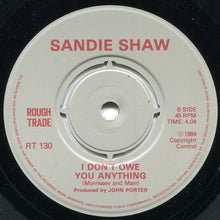 SANDIE SHAW
ROUGH
TRADE
RT 130
B SIDE
45 RPM
TIME: 4.04
℗ 1984
Copyright
Control
I DON'T OWE
YOU ANYTHING
(Morrissey and Marr)
Produced by JOHN PORTER